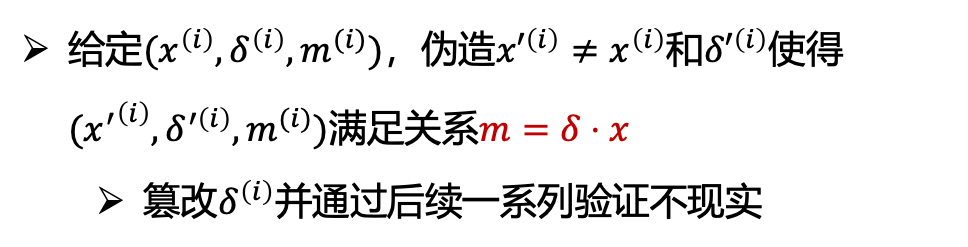 ➢ 给定(x⁽ⁱ⁾, δ⁽ⁱ⁾, m⁽ⁱ⁾)，伪造x′⁽ⁱ⁾ ≠ x⁽ⁱ⁾和δ′⁽ⁱ⁾使得
(x′⁽ⁱ⁾, δ′⁽ⁱ⁾, m⁽ⁱ⁾)满足关系m = δ · x
➢ 篡改δ⁽ⁱ⁾并通过后续一系列验证不现实